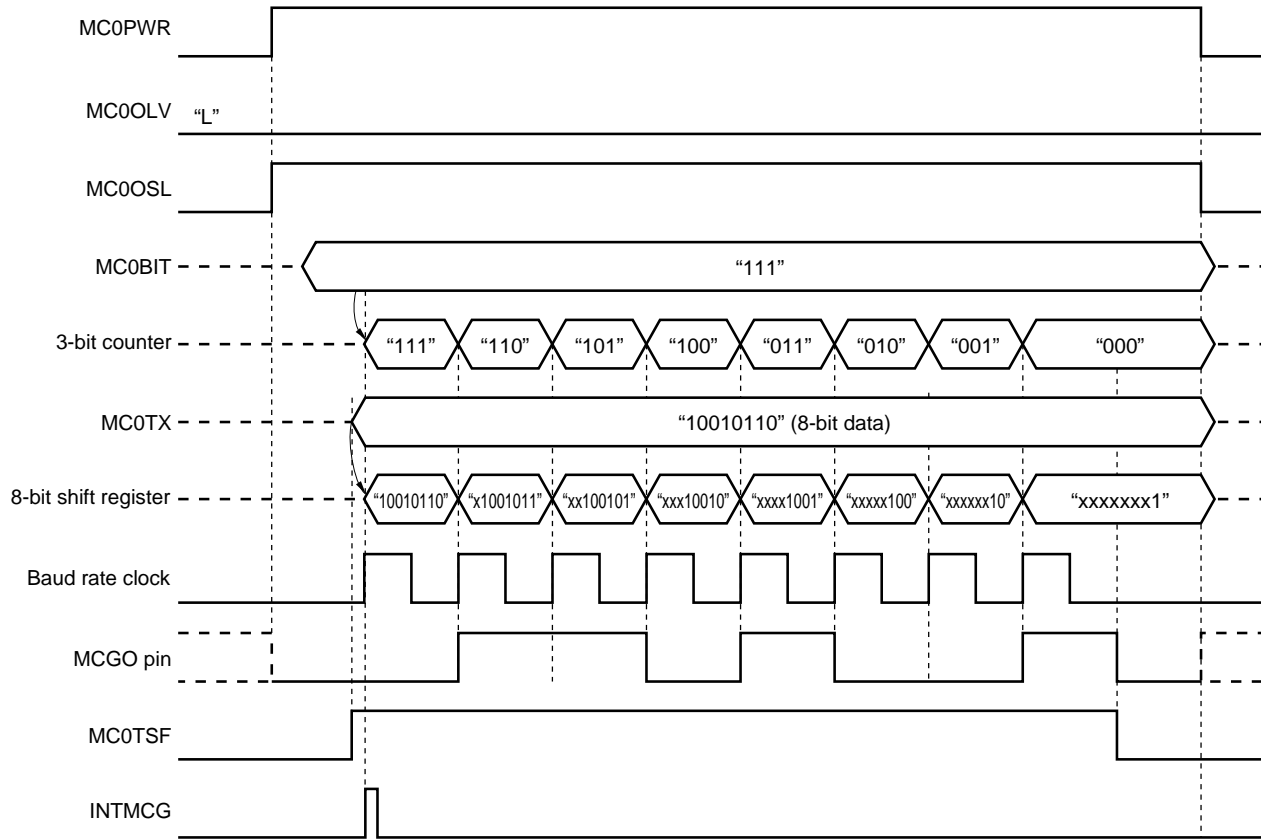 MC0PWR
MC0OLV “L”
MC0OSL
MC0BIT “111”
3-bit counter “111” “110” “101” “100” “011” “010” “001” “000”
MC0TX “10010110” (8-bit data)
8-bit shift register “10010110” “x1001011” “xx100101” “xxx10010” “xxxx1001” “xxxxx100” “xxxxxx10” “xxxxxxx1”
Baud rate clock
MCGO pin
MC0TSF
INTMCG